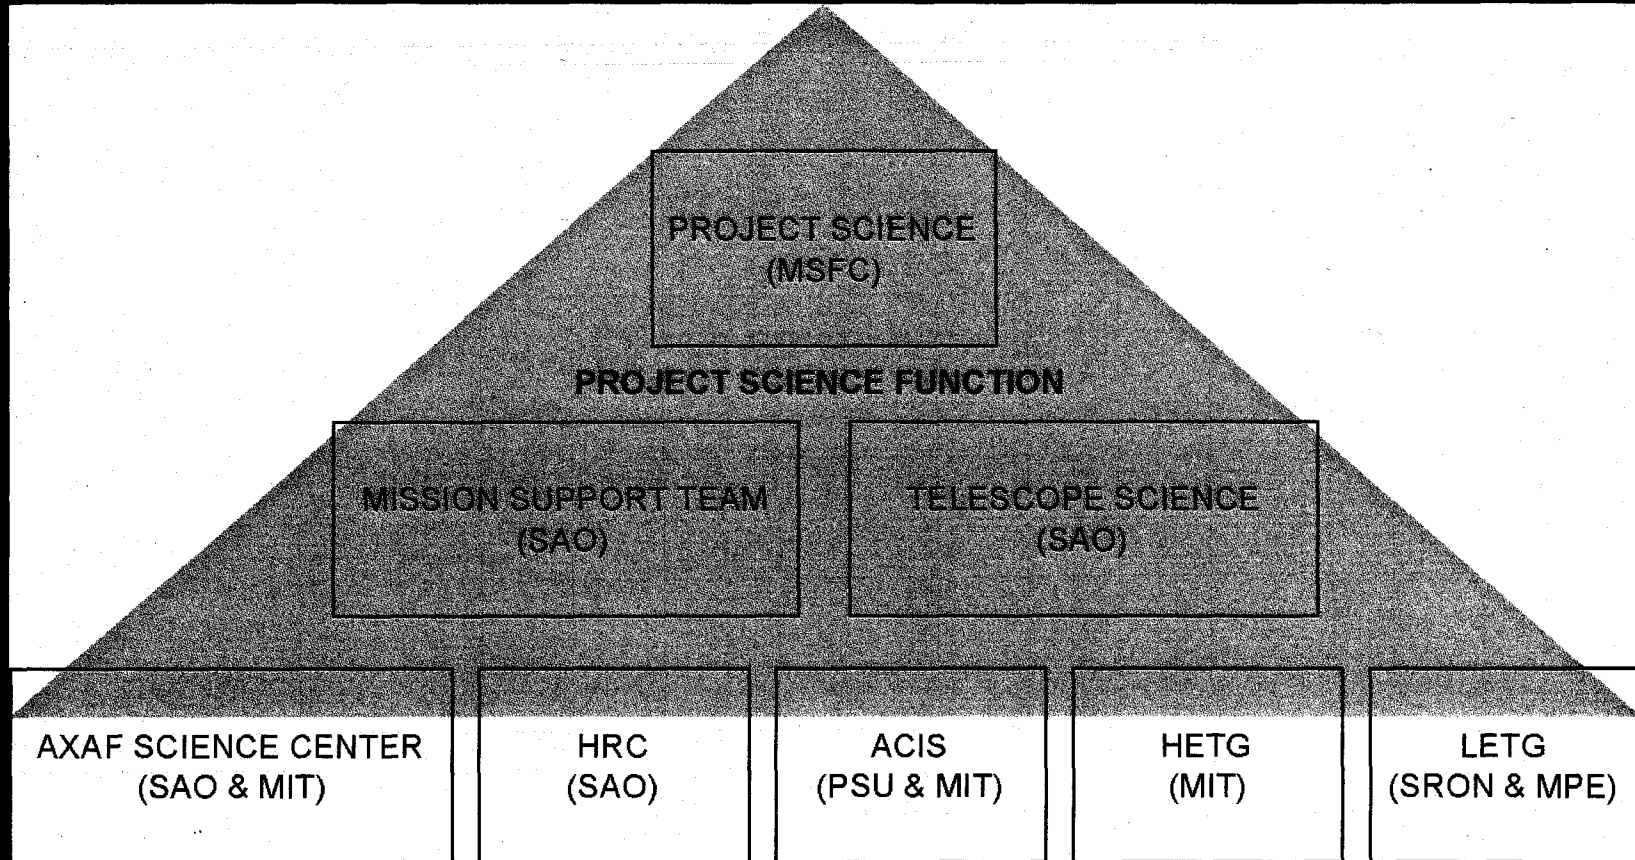 PROJECT SCIENCE
(MSFC)
PROJECT SCIENCE FUNCTION
MISSION SUPPORT TEAM
(SAO)
TELESCOPE SCIENCE
(SAO)
AXAF SCIENCE CENTER
(SAO & MIT)
HRC
(SAO)
ACIS
(PSU & MIT)
HETG
(MIT)
LETG
(SRON & MPE)